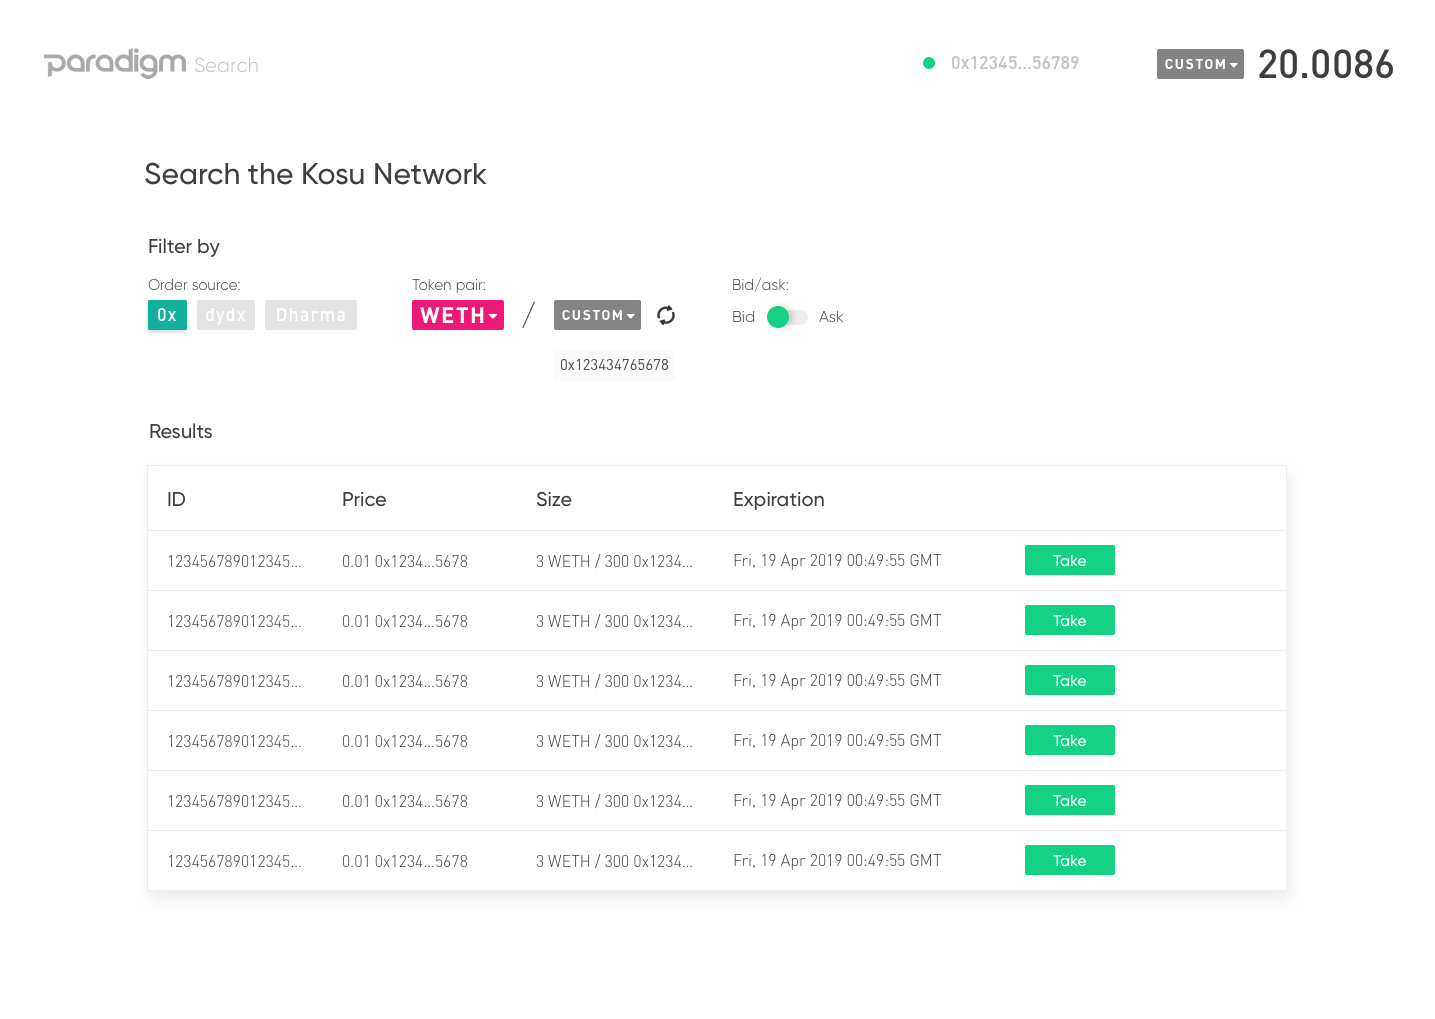 paradigm Search
0x12345...56789
CUSTOM
20.0086
Search the Kosu Network
Filter by
Order source:
Token pair:
Bid/ask:
0x
dydx
Dharma
WETH
/
CUSTOM
Bid
Ask
0x123434765678
Results
ID Price Size Expiration
123456789012345... 0.01 0x1234...5678 3 WETH / 300 0x1234... Fri, 19 Apr 2019 00:49:55 GMT Take
123456789012345... 0.01 0x1234...5678 3 WETH / 300 0x1234... Fri, 19 Apr 2019 00:49:55 GMT Take
123456789012345... 0.01 0x1234...5678 3 WETH / 300 0x1234... Fri, 19 Apr 2019 00:49:55 GMT Take
123456789012345... 0.01 0x1234...5678 3 WETH / 300 0x1234... Fri, 19 Apr 2019 00:49:55 GMT Take
123456789012345... 0.01 0x1234...5678 3 WETH / 300 0x1234... Fri, 19 Apr 2019 00:49:55 GMT Take
123456789012345... 0.01 0x1234...5678 3 WETH / 300 0x1234... Fri, 19 Apr 2019 00:49:55 GMT Take